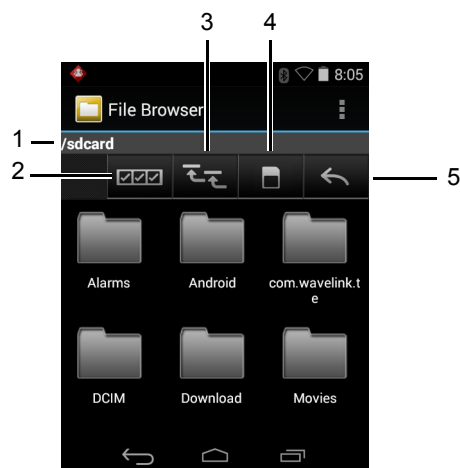 3 4
8:05
File Browser
1 /sdcard
2
5
Alarms Android com.wavelink.t
e
DCIM Download Movies